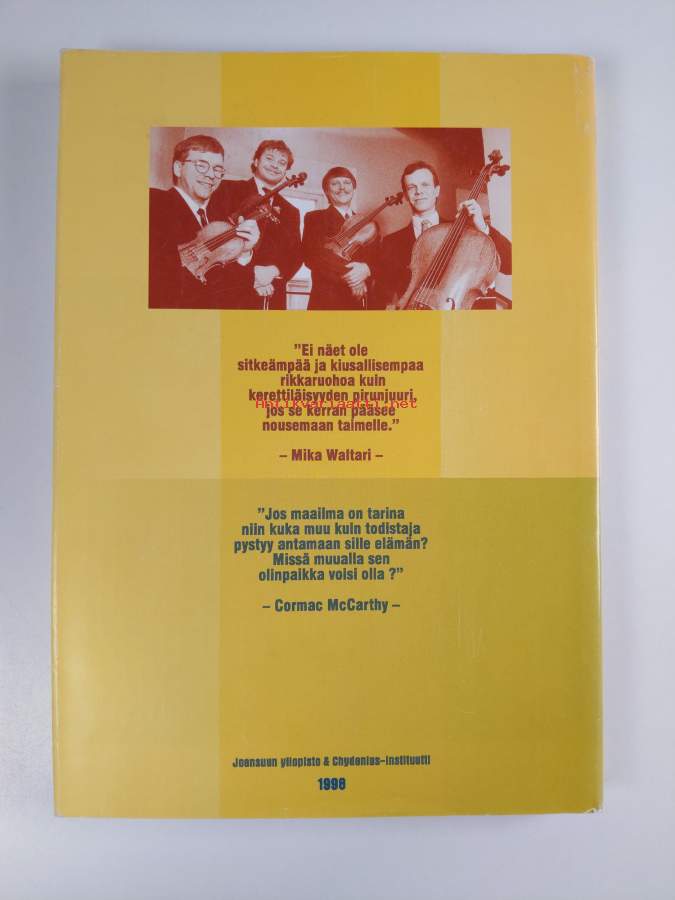 ”Ei näet ole
sitkeämpää ja kiusallisempaa
rikkaruohoa kuin
kerettiläisyyden pirunjuuri,
Antikvariaatti.net
jos se kerran pääsee
nousemaan taimelle.”
– Mika Waltari –
”Jos maailma on tarina
niin kuka muu kuin todistaja
pystyy antamaan sille elämän?
Missä muualla sen
olinpaikka voisi olla ?”
– Cormac McCarthy –
Joensuun yliopisto & Chydenius-Instituutti
1998